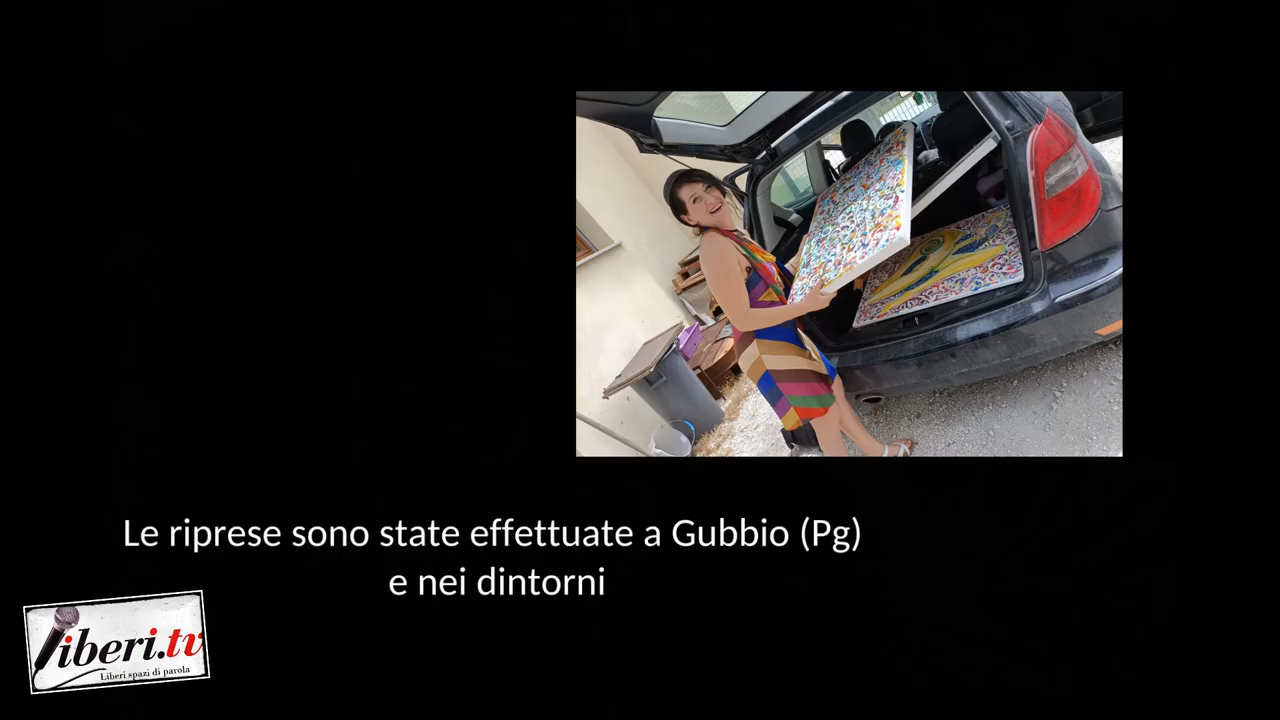 Le riprese sono state effettuate a Gubbio (Pg)
e nei dintorni
liberi.tv
Liberi spazi di parola